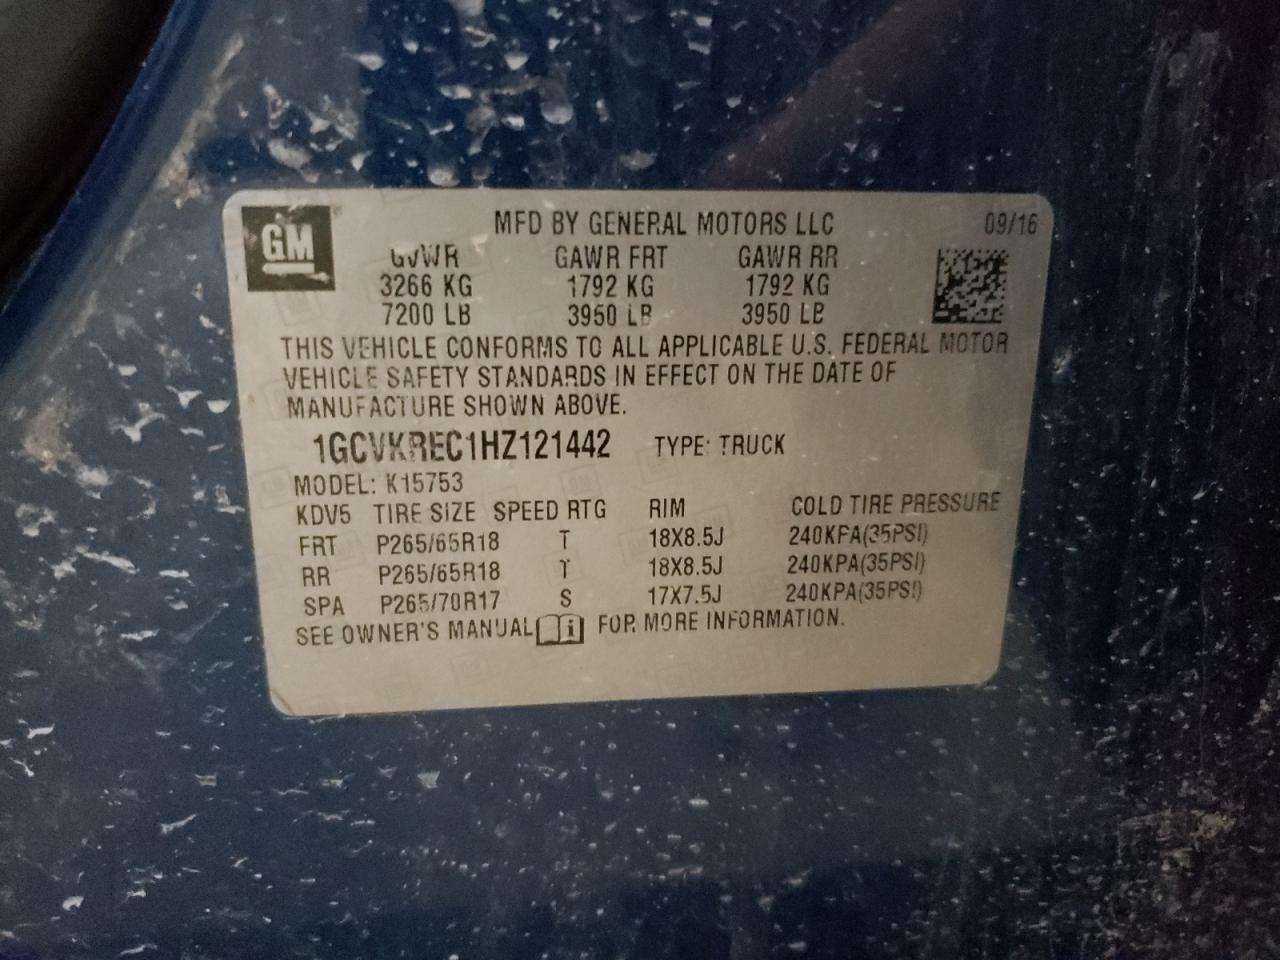 GM
MFD BY GENERAL MOTORS LLC 09/16
GVWR GAWR FRT GAWR RR
3266 KG 1792 KG 1792 KG
7200 LB 3950 LB 3950 LB
THIS VEHICLE CONFORMS TO ALL APPLICABLE U.S. FEDERAL MOTOR
VEHICLE SAFETY STANDARDS IN EFFECT ON THE DATE OF
MANUFACTURE SHOWN ABOVE.
1GCVKREC1HZ121442 TYPE: TRUCK
MODEL: K15753
KDV5 TIRE SIZE SPEED RTG RIM COLD TIRE PRESSURE
FRT P265/65R18 T 18X8.5J 240KPA(35PSI)
RR P265/65R18 T 18X8.5J 240KPA(35PSI)
SPA P265/70R17 S 17X7.5J 240KPA(35PSI)
SEE OWNER'S MANUAL FOR MORE INFORMATION.